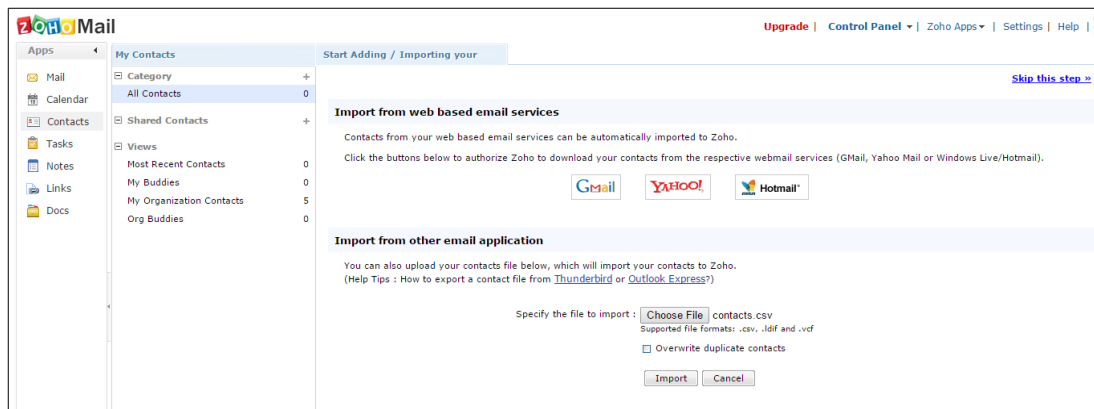 ZOHO Mail
Upgrade | Control Panel | Zoho Apps | Settings | Help |
Apps
Mail
Calendar
Contacts
Tasks
Notes
Links
Docs
My Contacts
Category +
All Contacts 0
Shared Contacts +
Views
Most Recent Contacts 0
My Buddies 0
My Organization Contacts 5
Org Buddies 0
Start Adding / Importing your
Skip this step »
Import from web based email services
Contacts from your web based email services can be automatically imported to Zoho.
Click the buttons below to authorize Zoho to download your contacts from the respective webmail services (GMail, Yahoo Mail or Windows Live/Hotmail).
GMail YAHOO! Hotmail
Import from other email application
You can also upload your contacts file below, which will import your contacts to Zoho.
(Help Tips : How to export a contact file from Thunderbird or Outlook Express?)
Specify the file to import : Choose File contacts.csv
Supported file formats: .csv, .ldif and .vcf
Overwrite duplicate contacts
Import Cancel